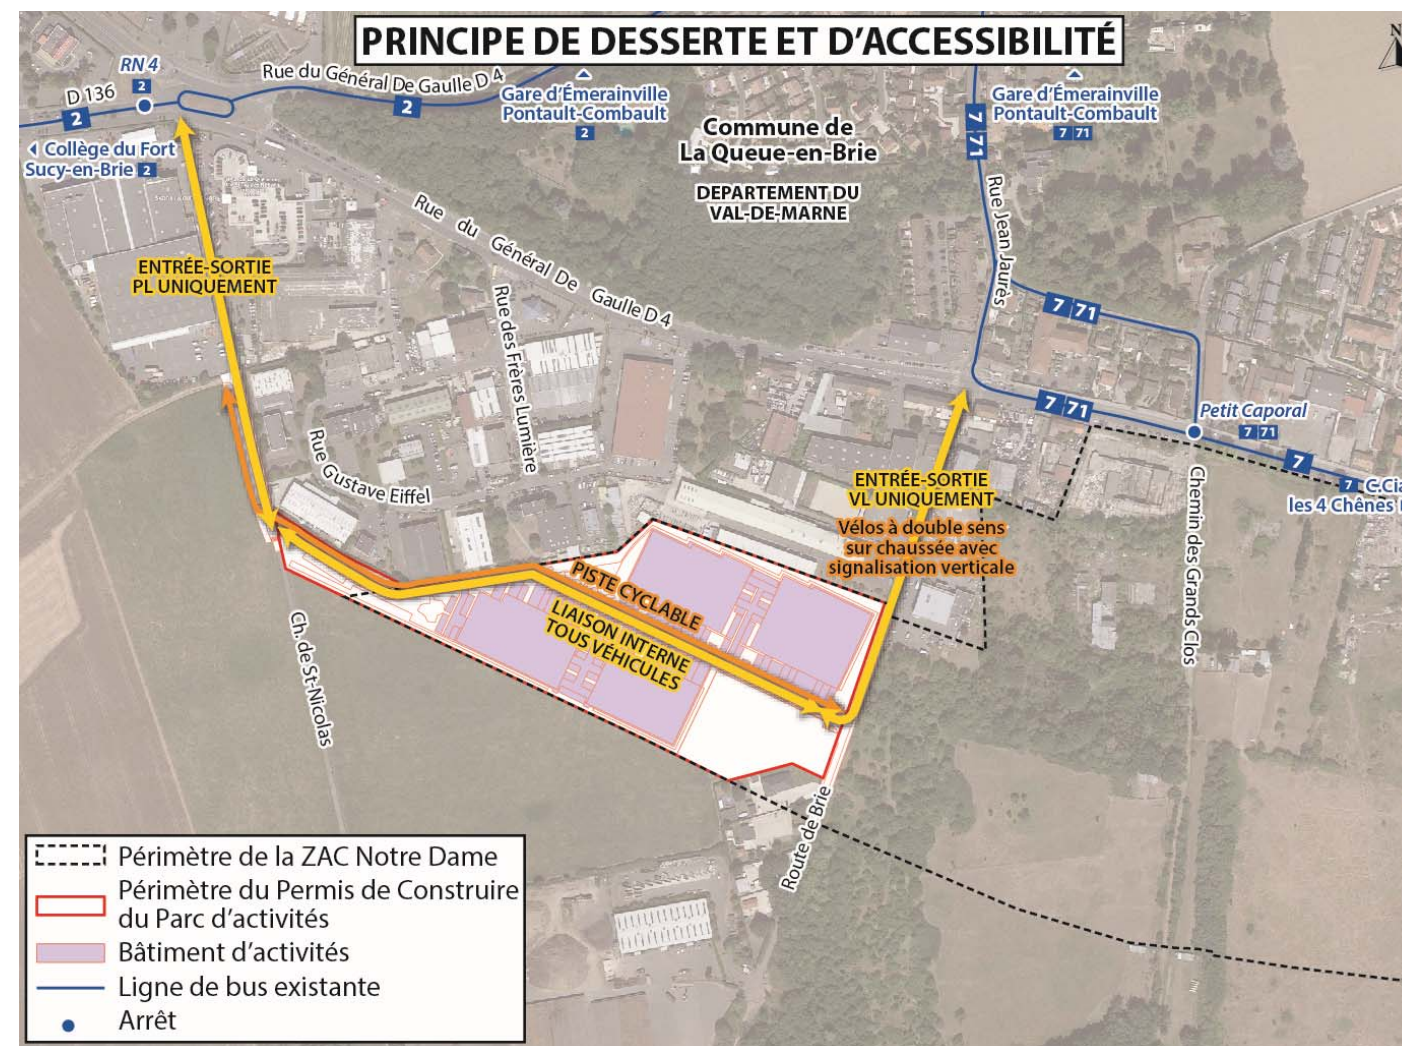 PRINCIPE DE DESSERTE ET D'ACCESSIBILITÉ
N
RN 4
2
D 136
2
Rue du Général De Gaulle D 4
2
Collège du Fort
Sucy-en-Brie 2
Gare d'Émerainville
Pontault-Combault
2
Commune de
La Queue-en-Brie
DEPARTEMENT DU
VAL-DE-MARNE
7 71
Gare d'Émerainville
Pontault-Combault
7 71
Rue Jean Jaurès
Rue du Général De Gaulle D 4
ENTRÉE-SORTIE
PL UNIQUEMENT
Rue des Frères Lumière
Rue Gustave Eiffel
7 71
7 71
Petit Caporal
7 71
7
7 C.Cia
les 4 Chênes
ENTRÉE-SORTIE
VL UNIQUEMENT
Vélos à double sens
sur chaussée avec
signalisation verticale
Chemin des Grands Clos
PISTE CYCLABLE
LIAISON INTERNE
TOUS VÉHICULES
Ch. de St-Nicolas
Route de Brie
Périmètre de la ZAC Notre Dame
Périmètre du Permis de Construire
du Parc d'activités
Bâtiment d'activités
Ligne de bus existante
Arrêt